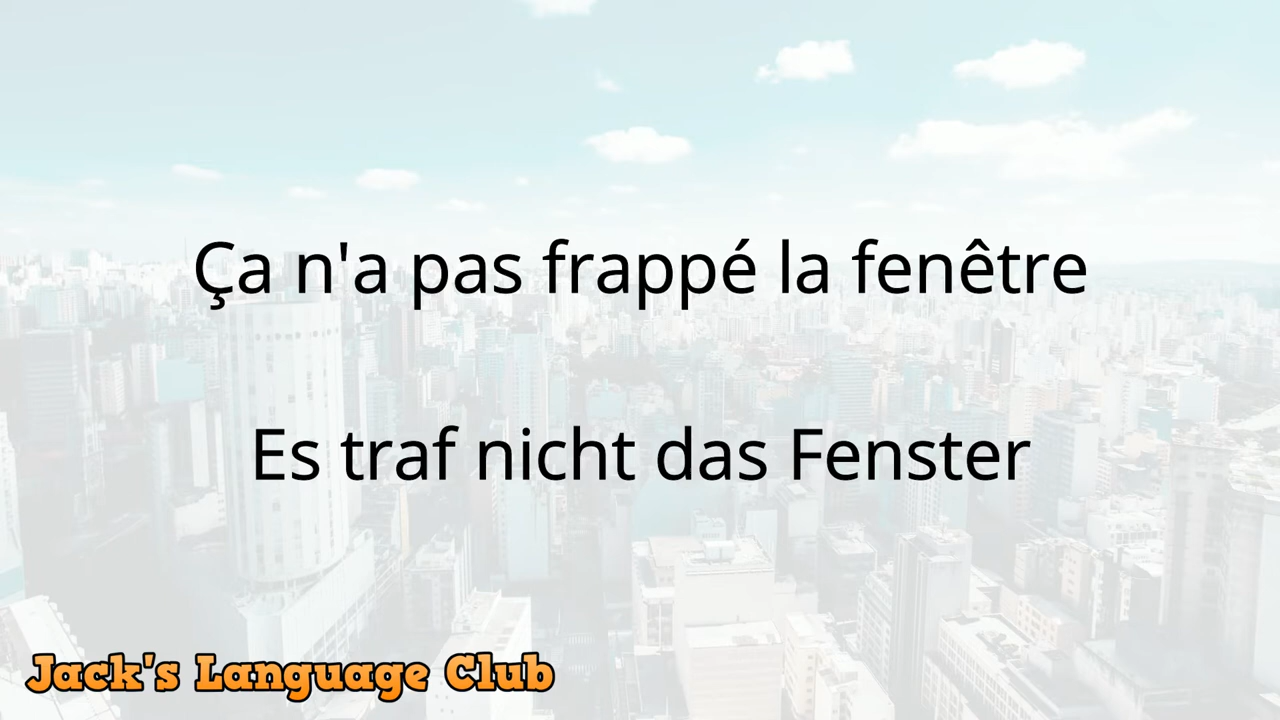 Ça n'a pas frappé la fenêtre
Es traf nicht das Fenster
Jack's Language Club